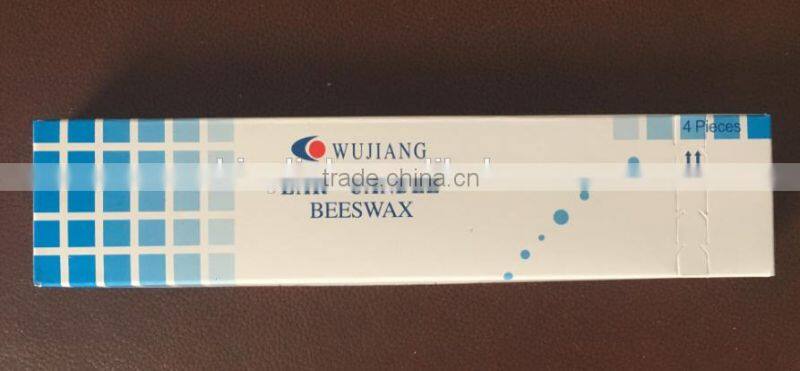 4 Pieces
WUJIANG
trade.china.cn
BEESWAX